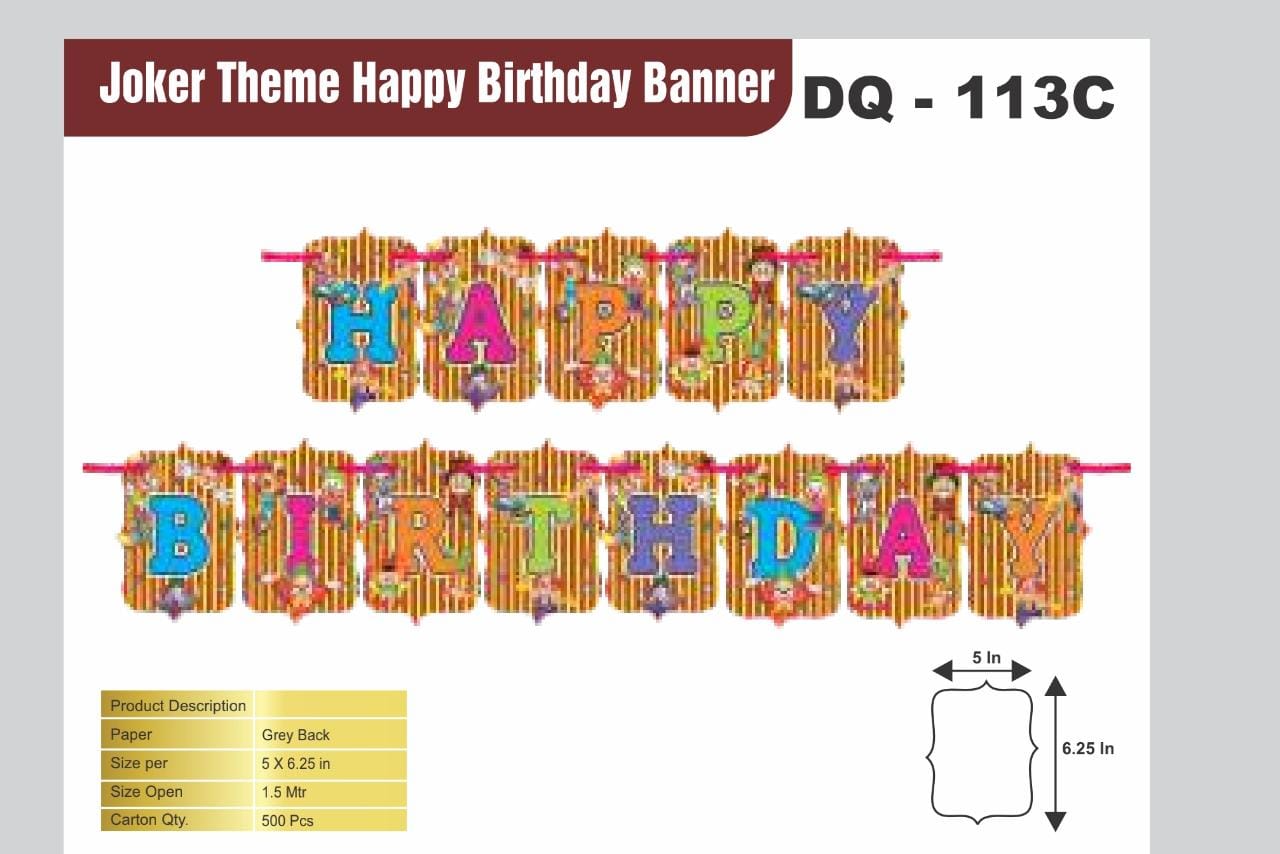 Joker Theme Happy Birthday Banner
DQ - 113C
HAPPY
BIRTHDAY
Product Description
Paper Grey Back
Size per 5 X 6.25 in
Size Open 1.5 Mtr
Carton Qty. 500 Pcs
5 In
6.25 In